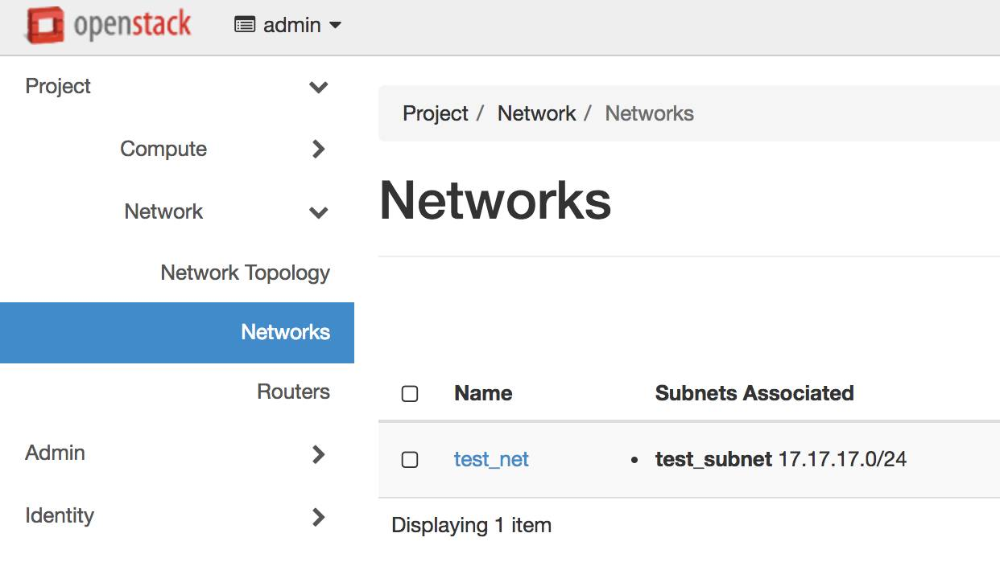 openstack admin
Project
Compute
Network
Network Topology
Networks
Routers
Admin
Identity
Project / Network / Networks
Networks
Name Subnets Associated
test_net • test_subnet 17.17.17.0/24
Displaying 1 item